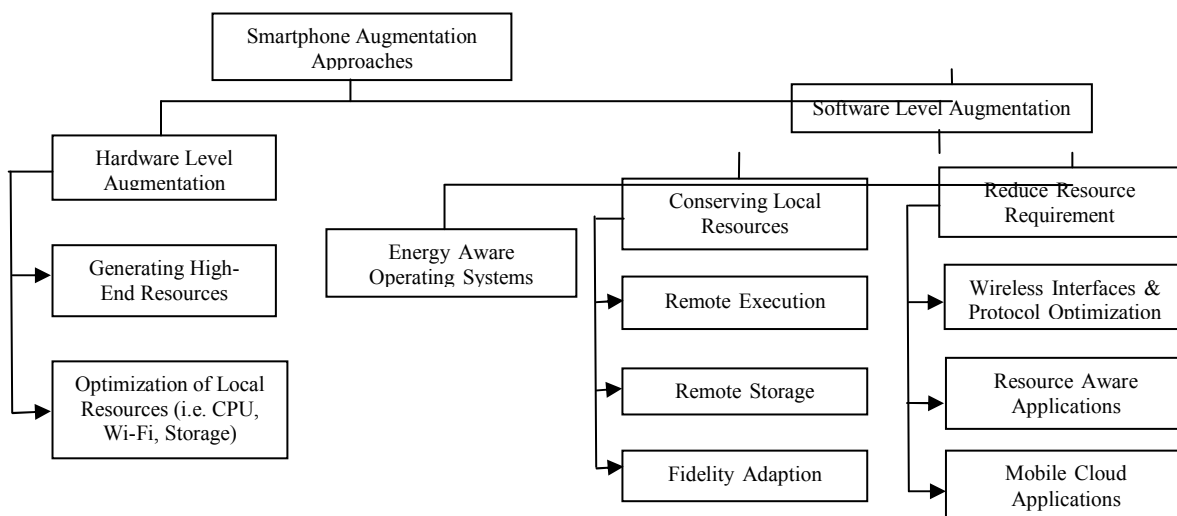 Smartphone Augmentation
Approaches
Software Level Augmentation
Hardware Level
Augmentation
Generating High-
End Resources
Optimization of Local
Resources (i.e. CPU,
Wi-Fi, Storage)
Energy Aware
Operating Systems
Conserving Local
Resources
Remote Execution
Remote Storage
Fidelity Adaption
Reduce Resource
Requirement
Wireless Interfaces &
Protocol Optimization
Resource Aware
Applications
Mobile Cloud
Applications